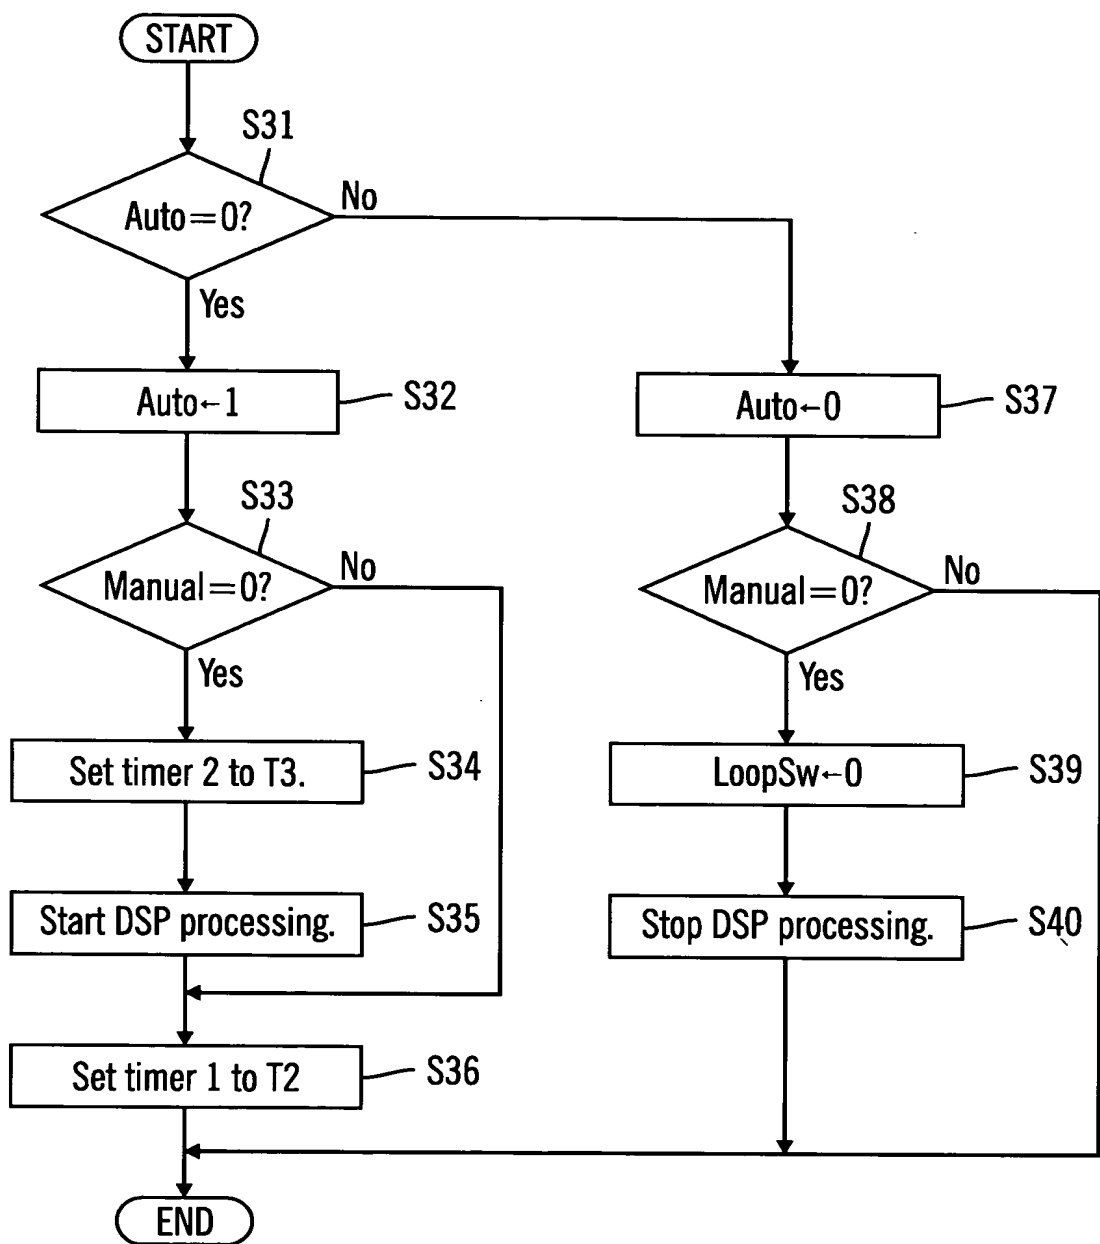 START
S31
Auto=0?
No
Yes
Auto←1
S32
Auto←0
S37
S33
Manual=0?
No
Yes
S38
Manual=0?
No
Yes
Set timer 2 to T3.
S34
LoopSw←0
S39
Start DSP processing.
S35
Stop DSP processing.
S40
Set timer 1 to T2
S36
END